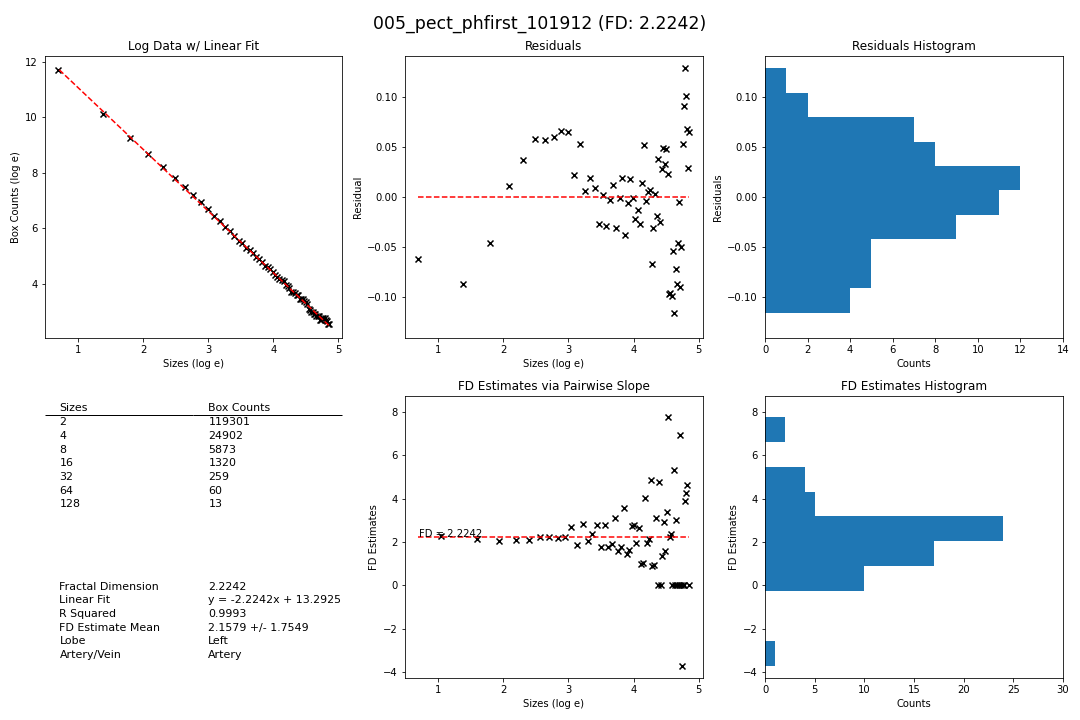 005_pect_phfirst_101912 (FD: 2.2242)
Log Data w/ Linear Fit
Box Counts (log e)
12
10
8
6
4
1 2 3 4 5
Sizes (log e)
Residuals
Residual
0.10
0.05
0.00
−0.05
−0.10
1 2 3 4 5
Sizes (log e)
Residuals Histogram
Residuals
0.10
0.05
0.00
−0.05
−0.10
0 2 4 6 8 10 12 14
Counts
Sizes Box Counts
2 119301
4 24902
8 5873
16 1320
32 259
64 60
128 13
Fractal Dimension 2.2242
Linear Fit y = -2.2242x + 13.2925
R Squared 0.9993
FD Estimate Mean 2.1579 +/- 1.7549
Lobe Left
Artery/Vein Artery
FD Estimates via Pairwise Slope
FD Estimates
8
6
4
2
0
−2
−4
FD = 2.2242
1 2 3 4 5
Sizes (log e)
FD Estimates Histogram
FD Estimates
8
6
4
2
0
−2
−4
0 5 10 15 20 25 30
Counts